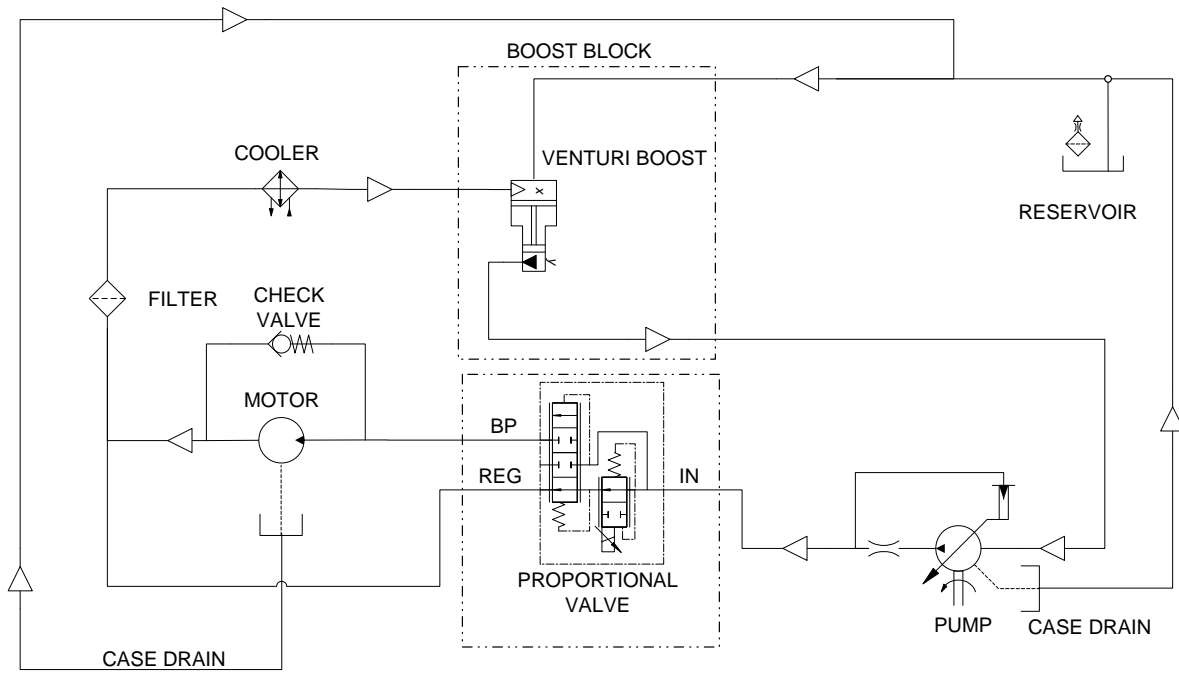 BOOST BLOCK
COOLER
VENTURI BOOST
x
RESERVOIR
y
FILTER
CHECK
VALVE
MOTOR
BP
REG
IN
PROPORTIONAL
VALVE
PUMP
CASE DRAIN
CASE DRAIN